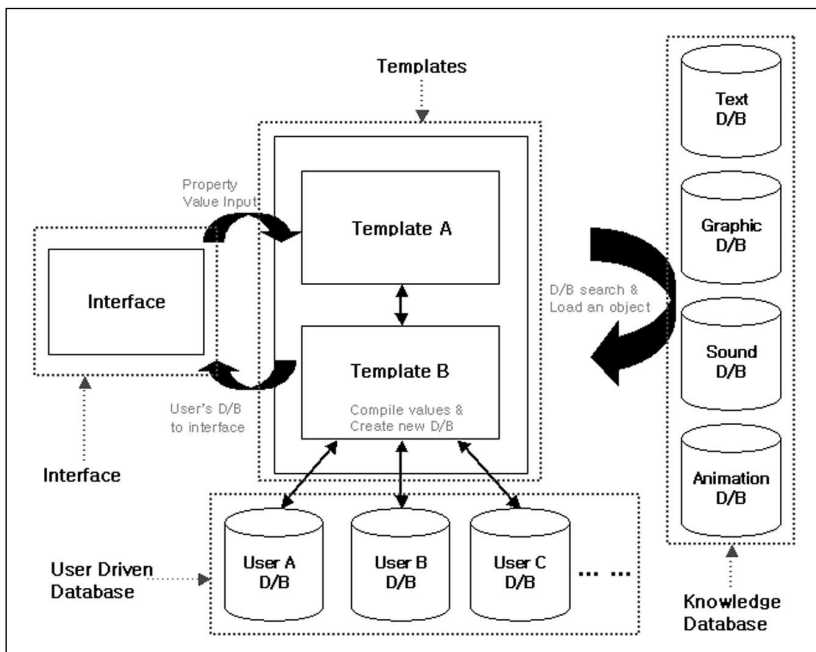 Templates
Text
D/B
Property
Value Input
Template A
Graphic
D/B
D/B search &
Load an object
Interface
Template B
Sound
D/B
User's D/B
to interface
Compile values &
Create new D/B
Interface
Animation
D/B
User Driven
Database
User A
D/B
User B
D/B
User C
D/B
... ...
Knowledge
Database